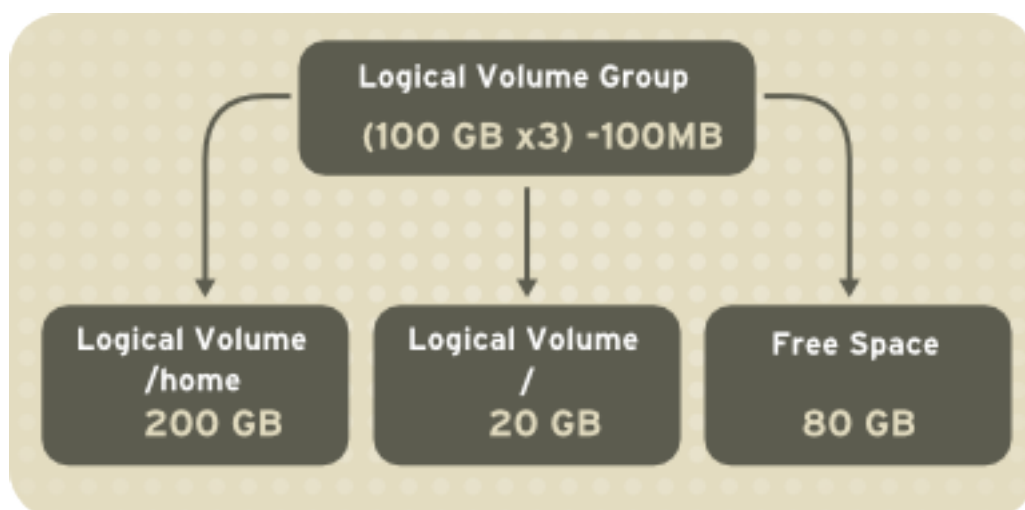 Logical Volume Group
(100 GB x3) -100MB
Logical Volume
/home
200 GB
Logical Volume
/
20 GB
Free Space
80 GB